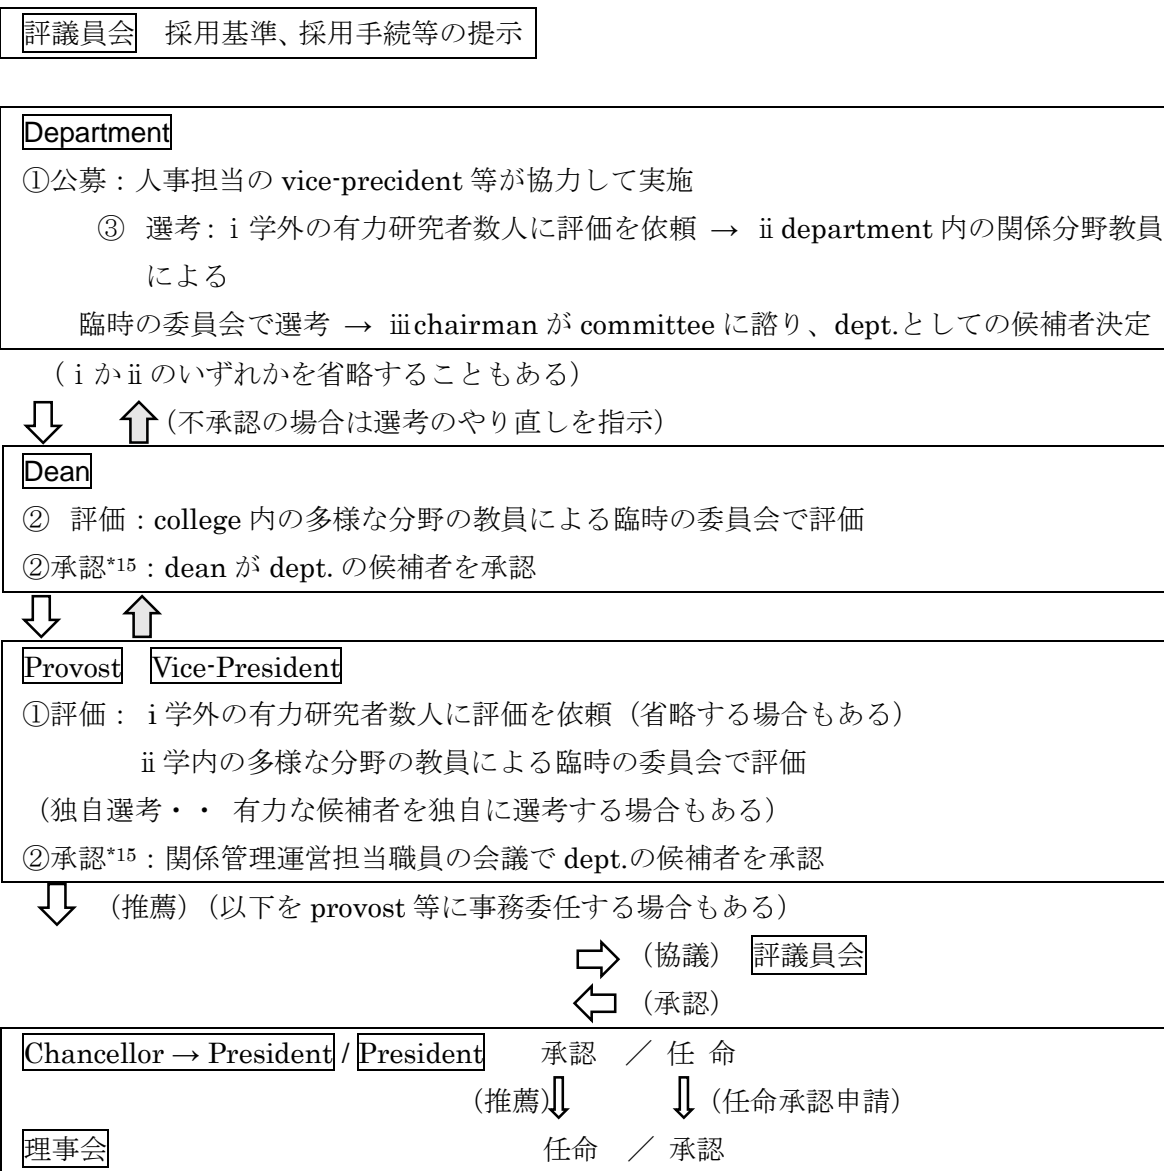 評議員会　採用基準、採用手続等の提示
Department
①公募：人事担当の vice-precident 等が協力して実施
③　選考：ⅰ学外の有力研究者数人に評価を依頼 → ⅱdepartment 内の関係分野教員
による
臨時の委員会で選考 → ⅲchairman が committee に諮り、dept.としての候補者決定
（ⅰかⅱのいずれかを省略することもある）
（不承認の場合は選考のやり直しを指示）
Dean
②　評価：college 内の多様な分野の教員による臨時の委員会で評価
②承認*15：dean が dept. の候補者を承認
Provost　Vice-President
①評価：ⅰ学外の有力研究者数人に評価を依頼（省略する場合もある）
ⅱ学内の多様な分野の教員による臨時の委員会で評価
（独自選考・・ 有力な候補者を独自に選考する場合もある）
②承認*15：関係管理運営担当職員の会議で dept.の候補者を承認
（推薦）（以下を provost 等に事務委任する場合もある）
（協議）　評議員会
（承認）
Chancellor → President / President　承認　／ 任 命
（推薦）　（任命承認申請）
理事会　任命　／ 承認